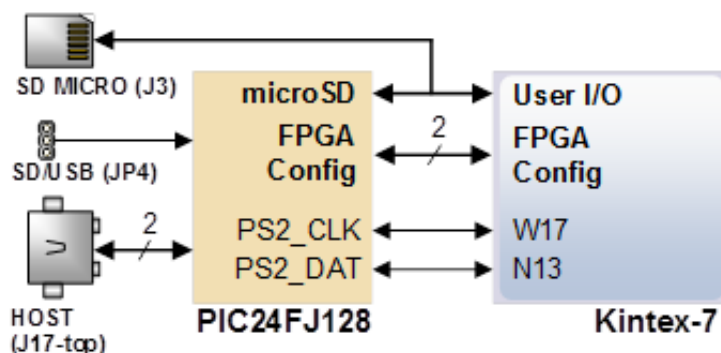 SD MICRO (J3)
SD/USB (JP4)
2
HOST
(J17-top)
microSD
FPGA
Config
PS2_CLK
PS2_DAT
PIC24FJ128
2
User I/O
FPGA
Config
W17
N13
Kintex-7